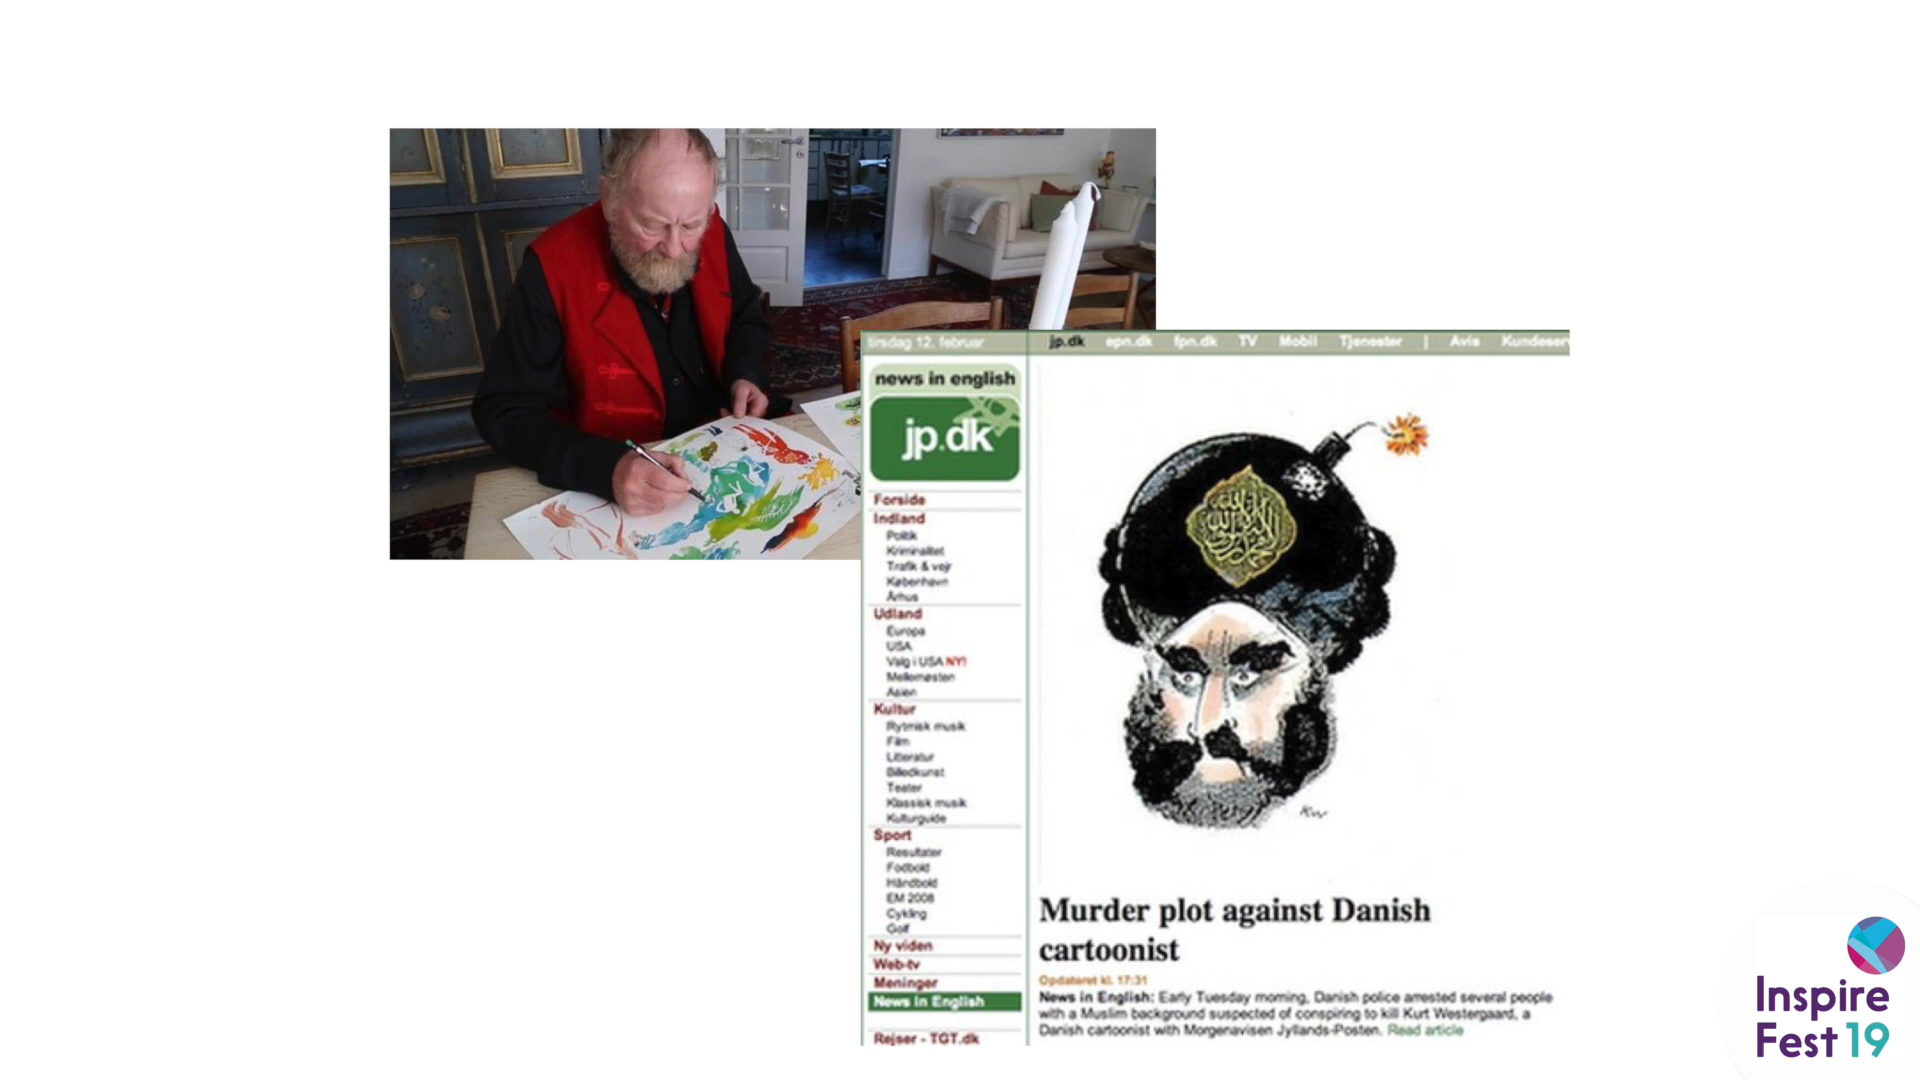 tirsdag 12. februar
jp.dk epn.dk fpn.dk TV Mobil Tjenester | Avis Kundeserv
news in english
jp.dk
Forside
Indland
Politik
Kriminalitet
Trafik & vejr
København
Århus
Udland
Europa
USA
Valg i USA NY!
Mellemøsten
Asien
Kultur
Rytmisk musik
Film
Litteratur
Billedkunst
Teater
Klassisk musik
Kulturguide
Sport
Resultater
Fodbold
Håndbold
EM 2008
Cykling
Golf
Ny viden
Web-tv
Meninger
News in English
Rejser - TGT.dk
KW
Murder plot against Danish
cartoonist
Opdateret kl. 17:31
News in English: Early Tuesday morning, Danish police arrested several people
with a Muslim background suspected of conspiring to kill Kurt Westergaard, a
Danish cartoonist with Morgenavisen Jyllands-Posten. Read article
Inspire
Fest 19